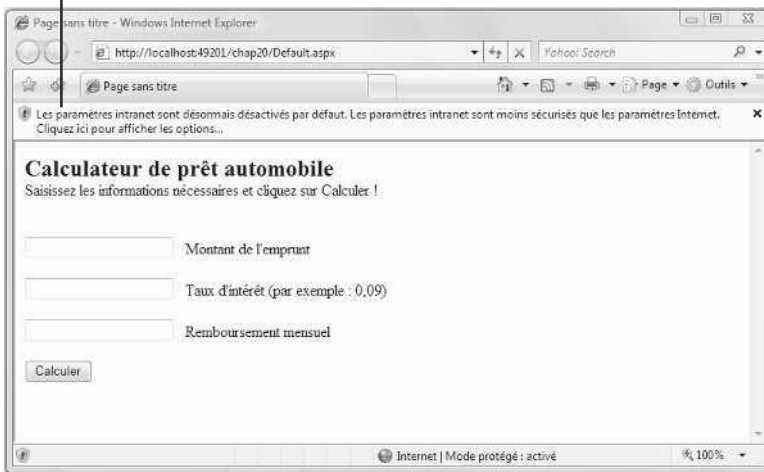 Page sans titre - Windows Internet Explorer
http://localhost:49201/chap20/Default.aspx
Yahoo! Search
Page sans titre
Page
Outils
Les paramètres intranet sont désormais désactivés par défaut. Les paramètres intranet sont moins sécurisés que les paramètres Internet.
Cliquez ici pour afficher les options...
Calculateur de prêt automobile
Saisissez les informations nécessaires et cliquez sur Calculer !
Montant de l'emprunt
Taux d'intérêt (par exemple : 0,09)
Remboursement mensuel
Calculer
Internet | Mode protégé : activé
100%